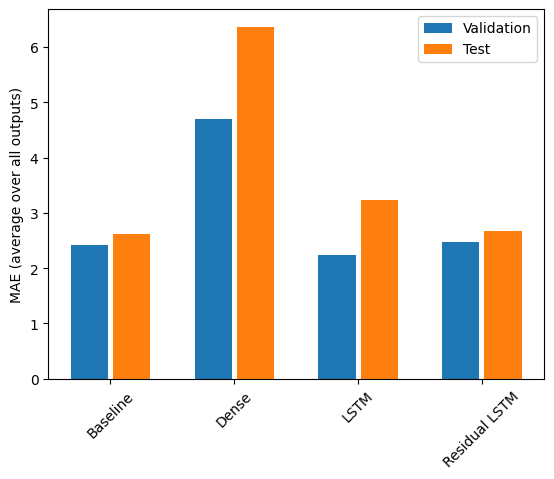 MAE (average over all outputs)
6
5
4
3
2
1
0
Validation
Test
Baseline
Dense
LSTM
Residual LSTM